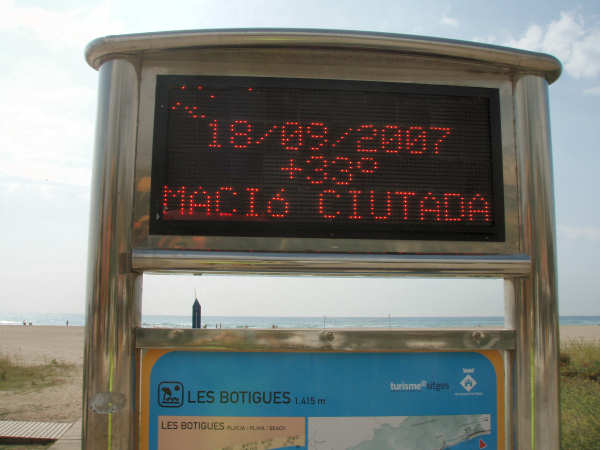 18/09/2007
+33º
MACIó CIUTADA
LES BOTIGUES 1.415 m
turisme sitges
LES BOTIGUES PLATJA / PLAYA / BEACH